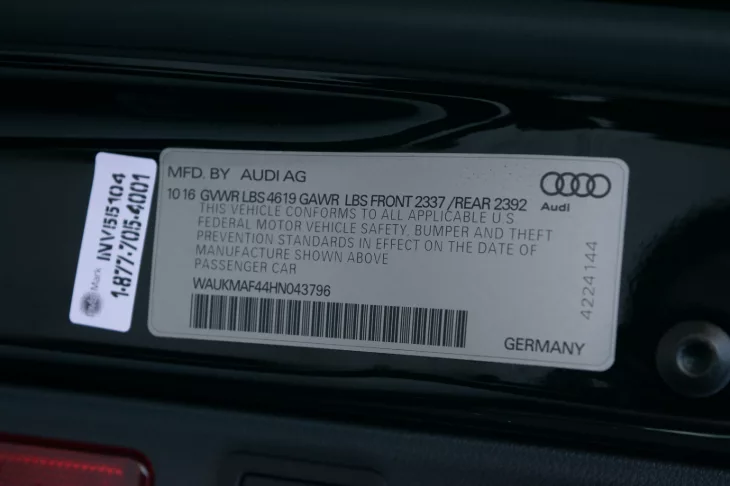 Mark
INV55104
1-877-705-4001
MFD. BY AUDI AG
10 16 GVWR LBS 4619 GAWR LBS FRONT 2337 /REAR 2392
THIS VEHICLE CONFORMS TO ALL APPLICABLE U S
FEDERAL MOTOR VEHICLE SAFETY, BUMPER AND THEFT
PREVENTION STANDARDS IN EFFECT ON THE DATE OF
MANUFACTURE SHOWN ABOVE
PASSENGER CAR
WAUKMAF44HN043796
Audi
4224144
GERMANY